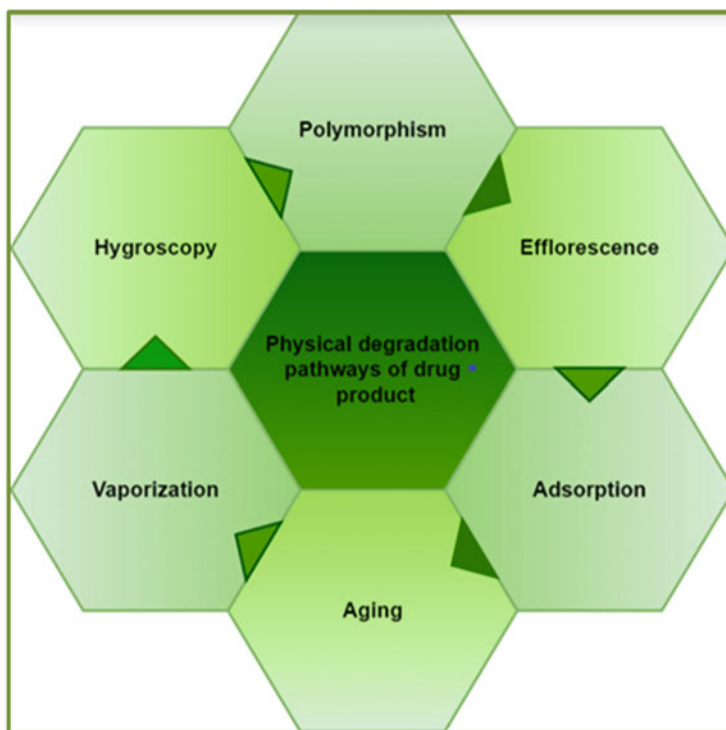 Polymorphism
Hygroscopy
Efflorescence
Physical degradation
pathways of drug
product
Vaporization
Adsorption
Aging